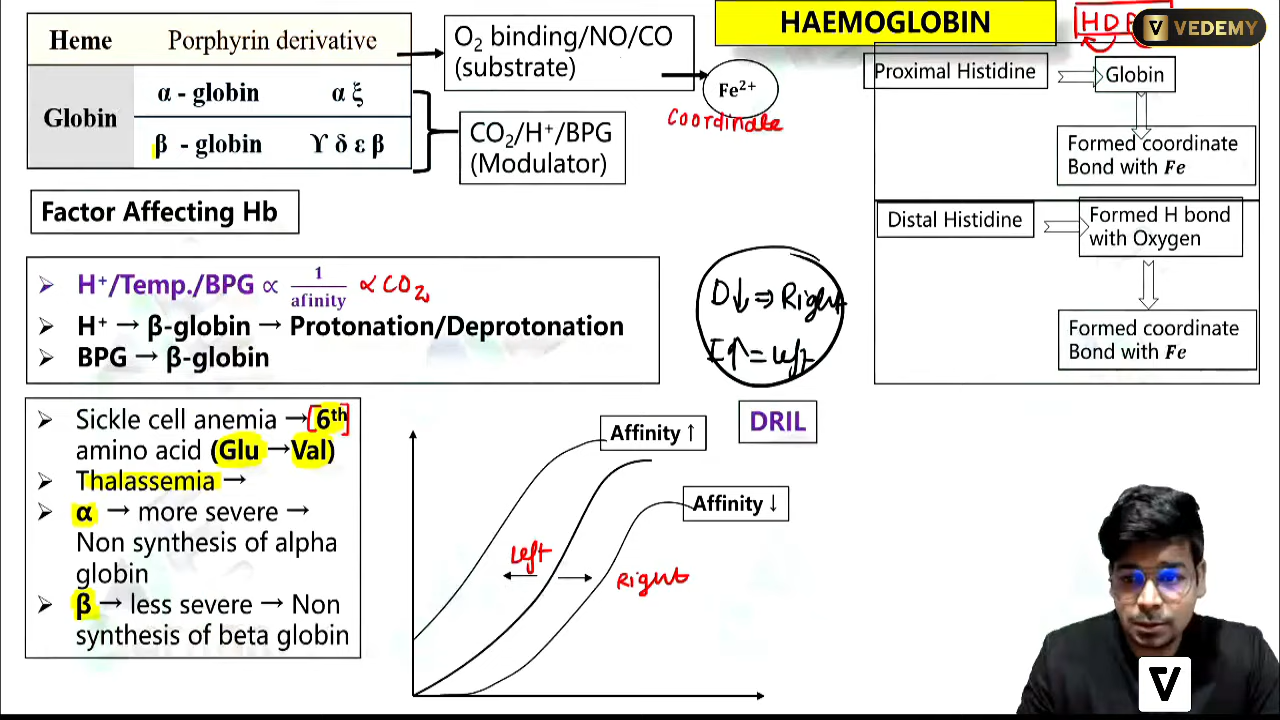 HAEMOGLOBIN
VEDEMY
Heme Porphyrin derivative
Globin
α - globin α ξ
β - globin ϒ δ ε β
O₂ binding/NO/CO
(substrate)
Fe²⁺
Coordinate
CO₂/H⁺/BPG
(Modulator)
Proximal Histidine
Globin
Formed coordinate
Bond with Fe
Distal Histidine
Formed H bond
with Oxygen
Formed coordinate
Bond with Fe
Factor Affecting Hb
➢ H⁺/Temp./BPG ∝ 1/afinity ∝ CO₂
➢ H⁺ → β-globin → Protonation/Deprotonation
➢ BPG → β-globin
D↓ ⇒ Right
I↑ = Left
DRIL
➢ Sickle cell anemia → [6th]
amino acid (Glu → Val)
➢ Thalassemia →
➢ α → more severe →
Non synthesis of alpha
globin
➢ β → less severe → Non
synthesis of beta globin
Affinity ↑
Affinity ↓
Left
Right